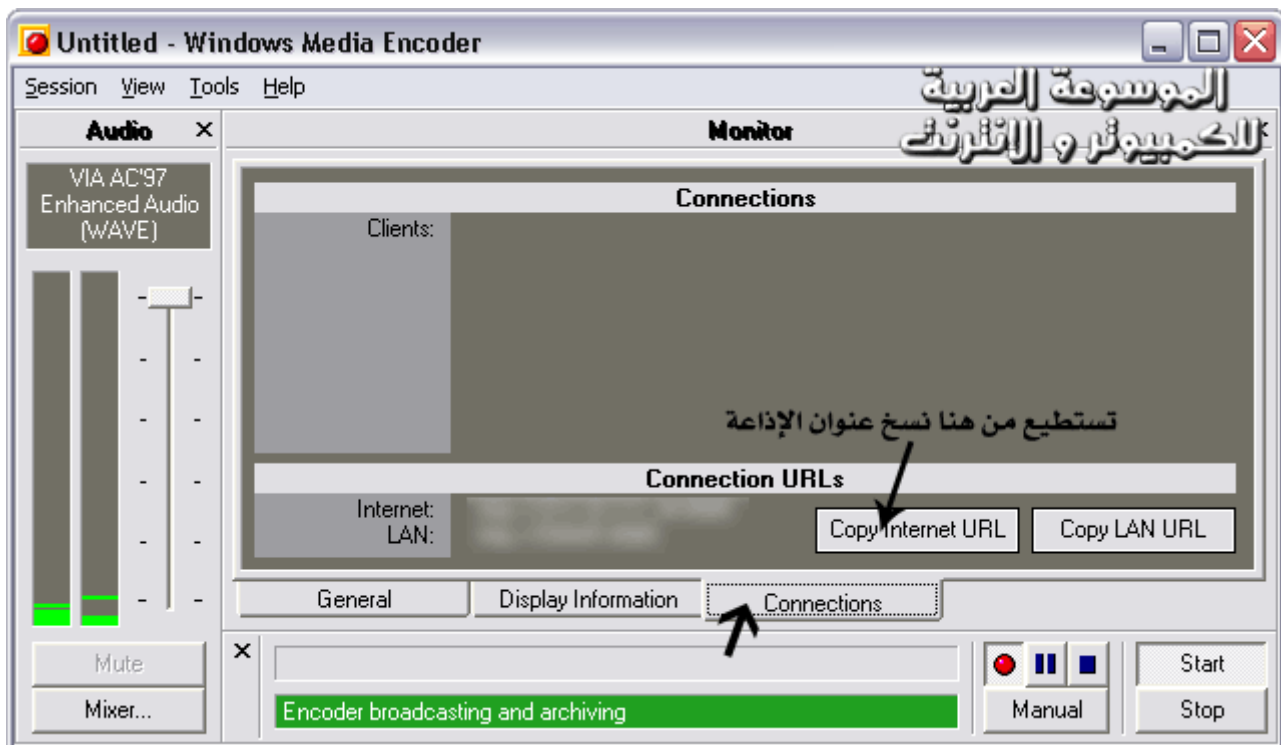 Untitled - Windows Media Encoder
Session View Tools Help
الموسوعة العربية
للكمبيوتر و الانترنت
Audio
Monitor
VIA AC'97
Enhanced Audio
(WAVE)
Connections
Clients:
تستطيع من هنا نسخ عنوان الإذاعة
Connection URLs
Internet:
LAN:
Copy Internet URL
Copy LAN URL
General
Display Information
Connections
Mute
Mixer...
Encoder broadcasting and archiving
Manual
Start
Stop